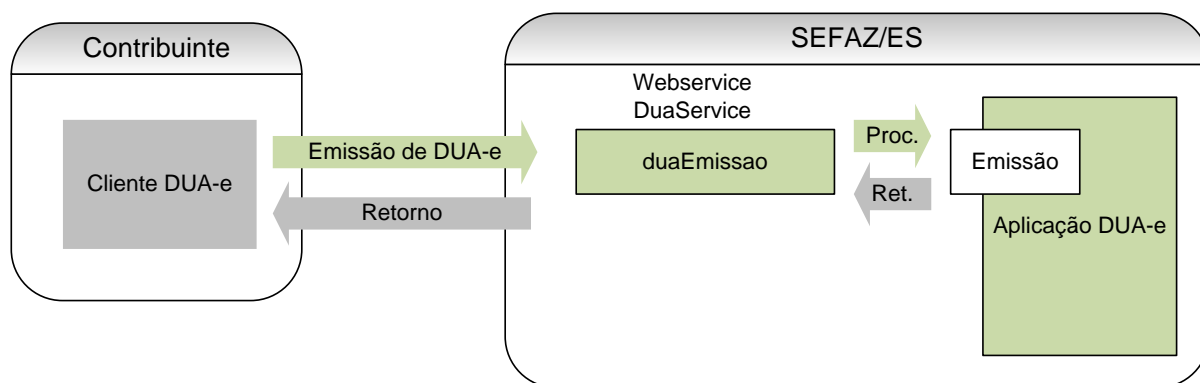 Contribuinte
Cliente DUA-e
Emissão de DUA-e
Retorno
SEFAZ/ES
Webservice
DuaService
duaEmissao
Proc.
Ret.
Emissão
Aplicação DUA-e